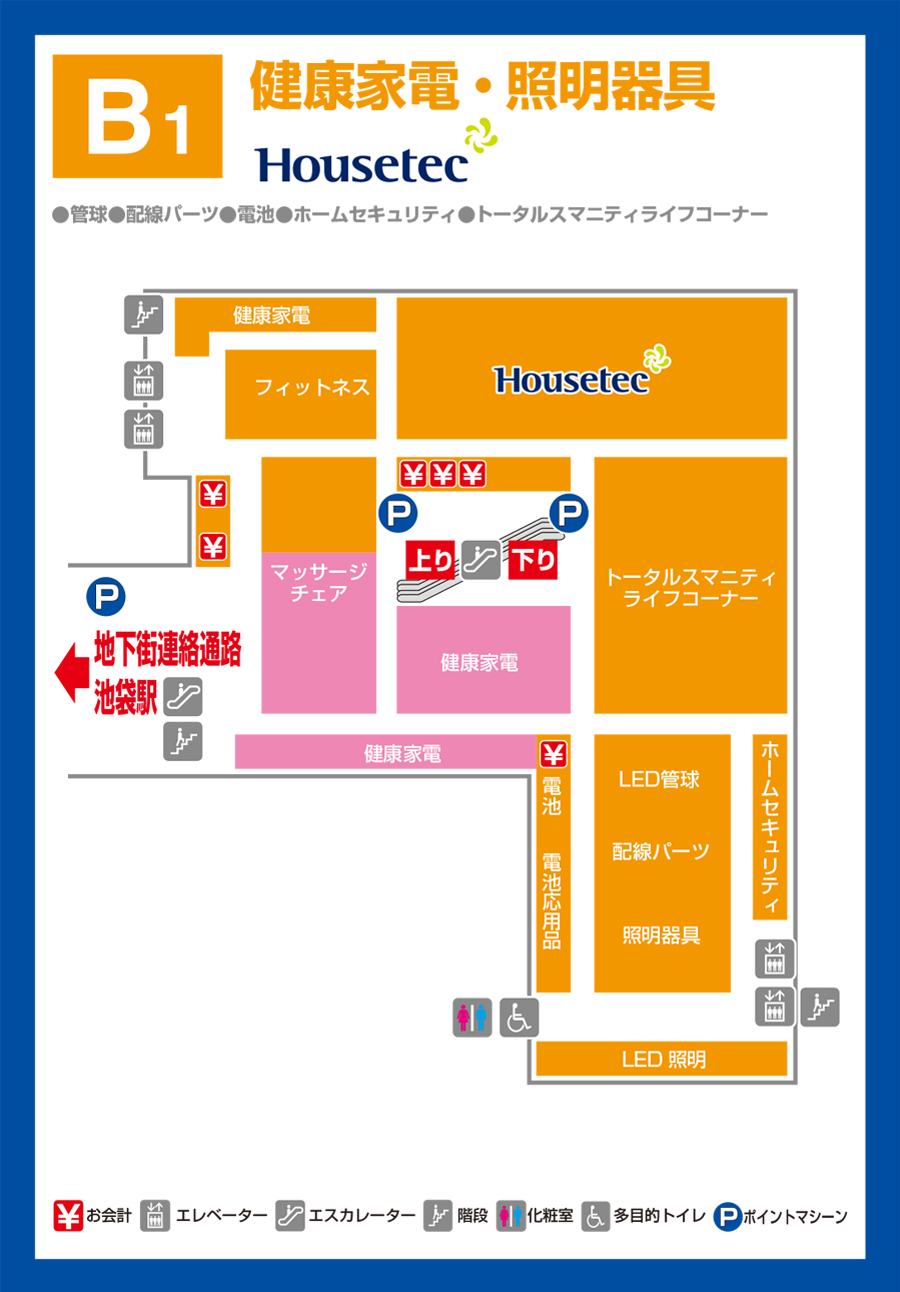 B1
健康家電・照明器具
Housetec
●管球●配線パーツ●電池●ホームセキュリティ●トータルスマニティライフコーナー
健康家電
Housetec
フィットネス
¥¥¥
¥
P
P
¥
上り
下り
マッサージ
チェア
トータルスマニティ
ライフコーナー
P
地下街連絡通路
池袋駅
健康家電
健康家電
¥
電池
電池応用品
LED管球
配線パーツ
照明器具
ホームセキュリティ
LED 照明
¥お会計
エレベーター
エスカレーター
階段
化粧室
多目的トイレ
Pポイントマシーン